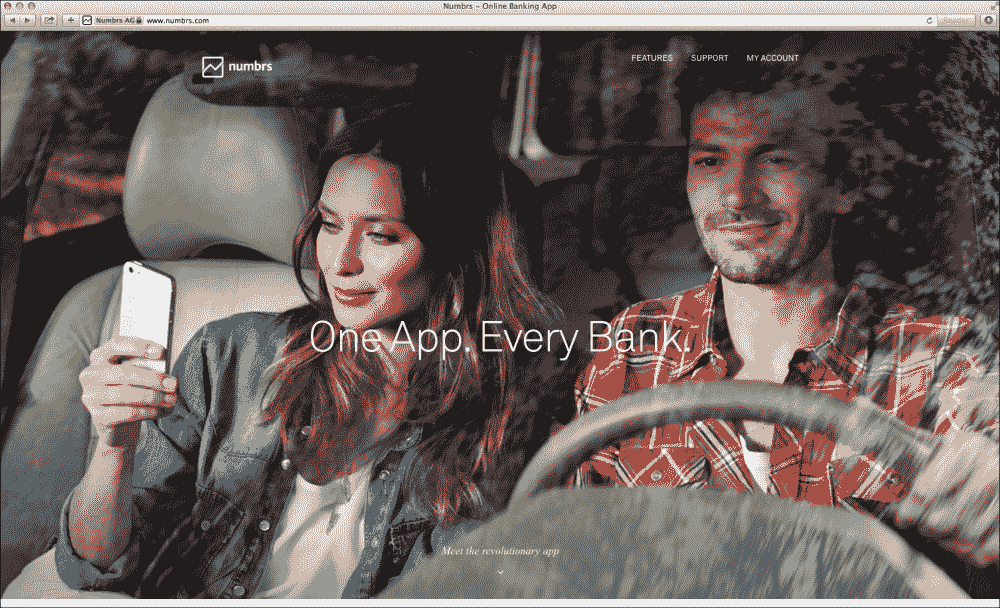 Numbrs – Online Banking App
Numbrs AG www.numbrs.com
Reader
numbrs
FEATURES SUPPORT MY ACCOUNT
One App. Every Bank.
Meet the revolutionary app